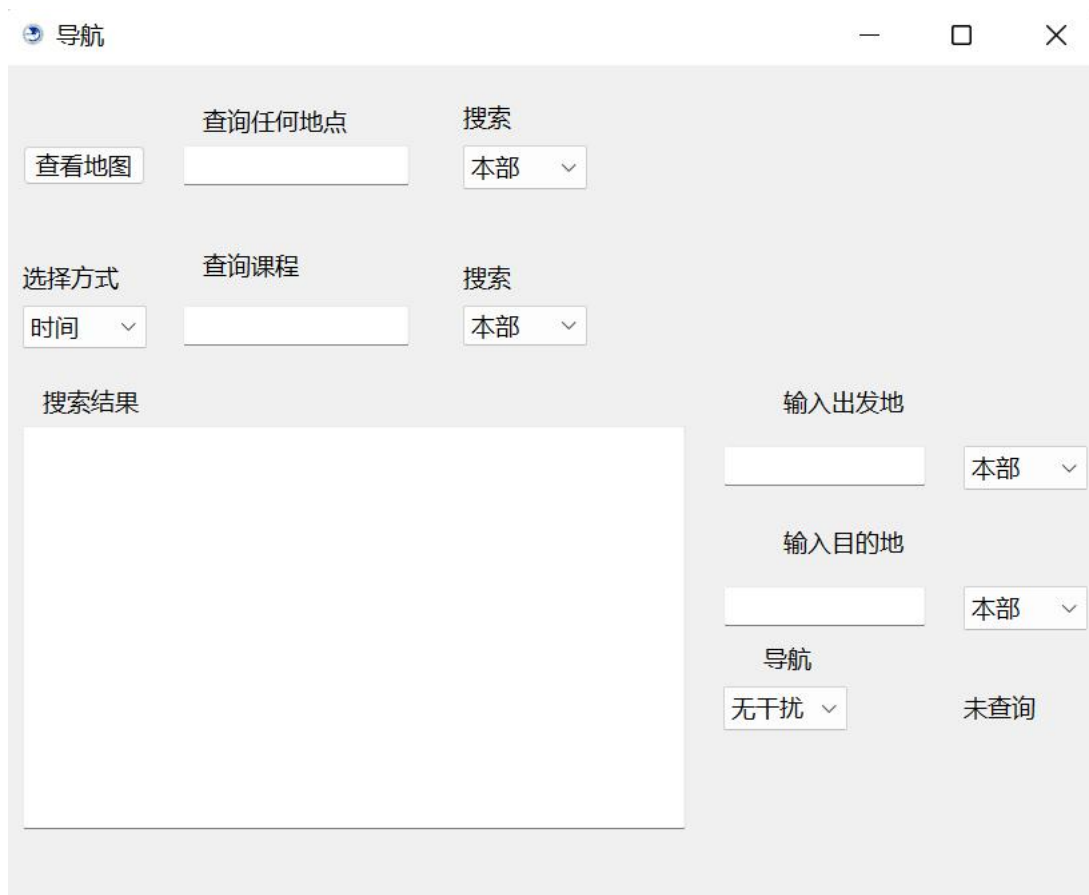 导航
查询任何地点
搜索
查看地图
本部
选择方式
查询课程
搜索
时间
本部
搜索结果
输入出发地
本部
输入目的地
本部
导航
无干扰
未查询